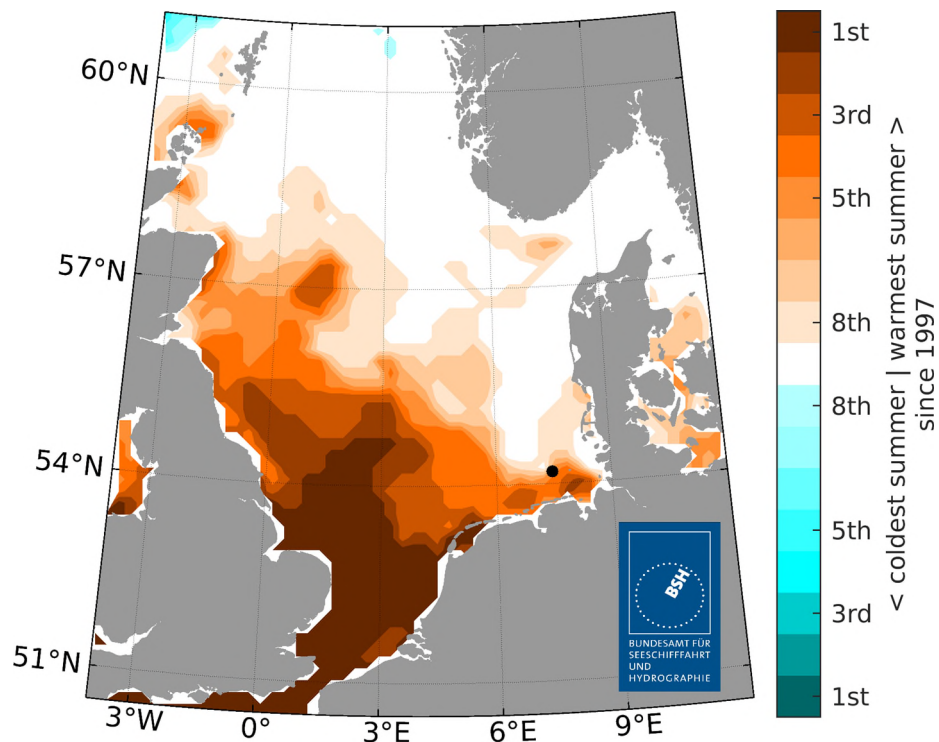 60°N
57°N
54°N
51°N
3°W
0°
3°E
6°E
9°E
1st
3rd
5th
8th
8th
5th
3rd
1st
< coldest summer | warmest summer >
since 1997
BSH
BUNDESAMT FÜR
SEESCHIFFFAHRT
UND
HYDROGRAPHIE